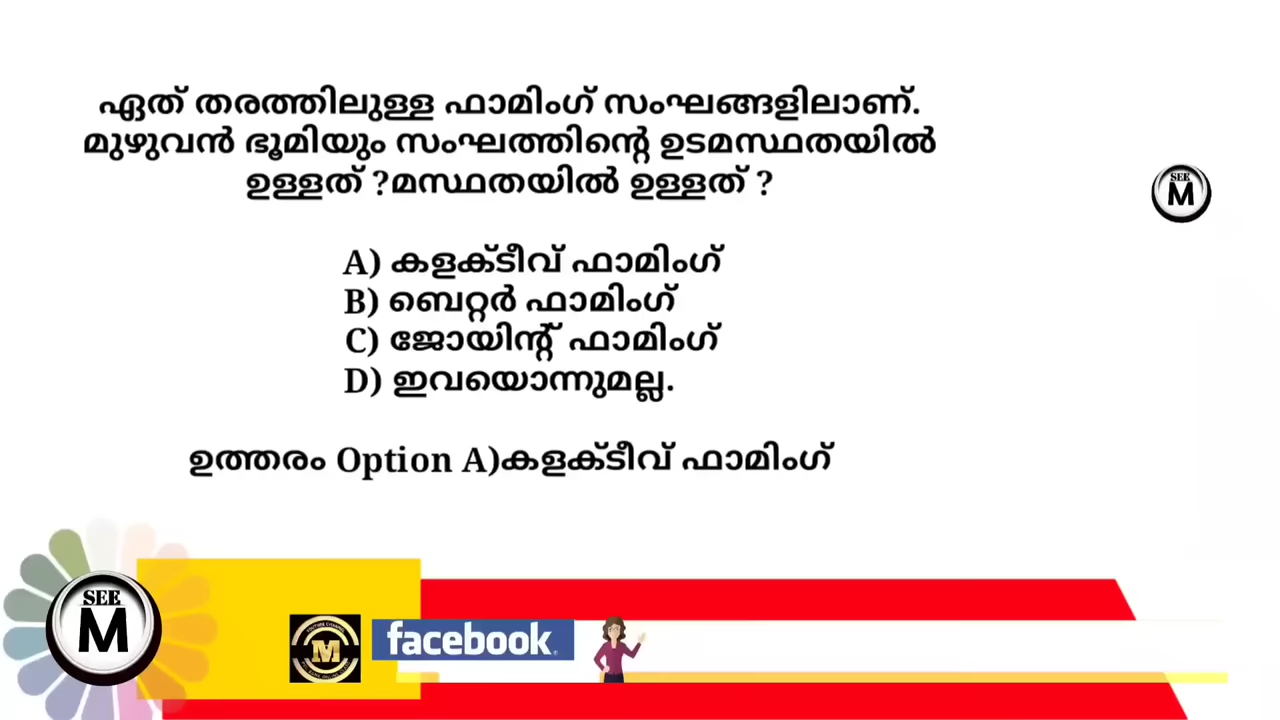 ഏത് തരത്തിലുള്ള ഫാമിംഗ് സംഘങ്ങളിലാണ്.
മുഴുവൻ ഭൂമിയും സംഘത്തിന്റെ ഉടമസ്ഥതയിൽ
ഉള്ളത് ?മസ്ഥതയിൽ ഉള്ളത് ?
A) കളക്ടീവ് ഫാമിംഗ്
B) ബെറ്റർ ഫാമിംഗ്
C) ജോയിന്റ് ഫാമിംഗ്
D) ഇവയൊന്നുമല്ല.
ഉത്തരം Option A)കളക്ടീവ് ഫാമിംഗ്
SEE
M
SEE
M
M
facebook